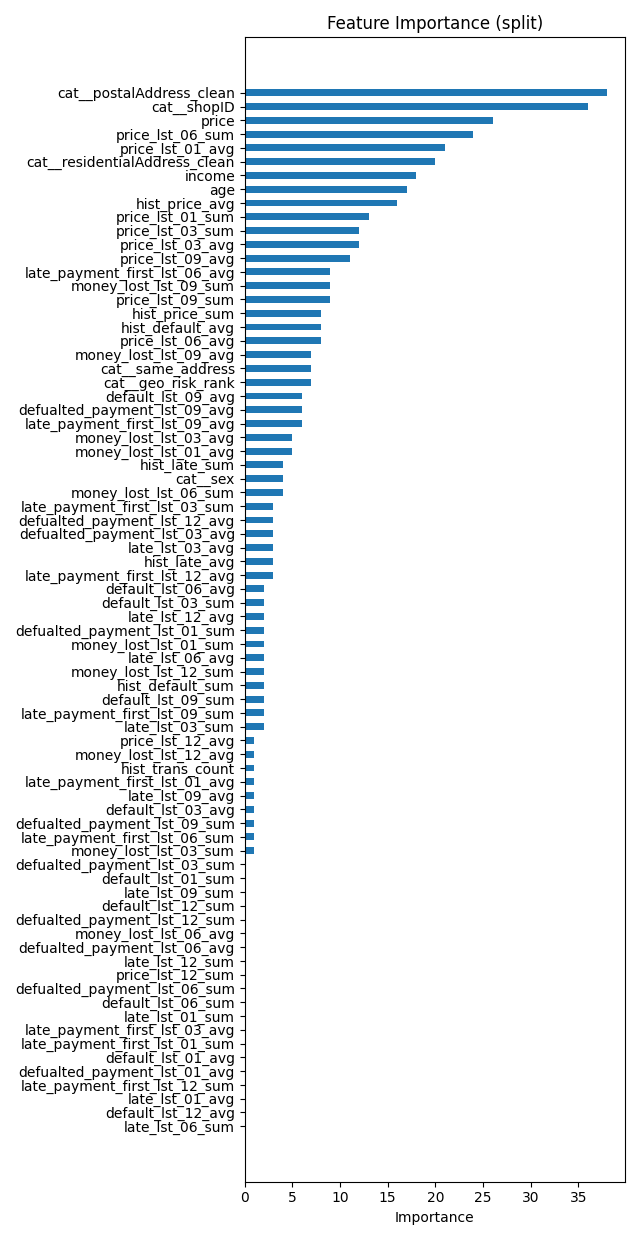 Feature Importance (split)
cat__postalAddress_clean
cat__shopID
price
price_lst_06_sum
price_lst_01_avg
cat__residentialAddress_clean
income
age
hist_price_avg
price_lst_01_sum
price_lst_03_sum
price_lst_03_avg
price_lst_09_avg
late_payment_first_lst_06_avg
money_lost_lst_09_sum
price_lst_09_sum
hist_price_sum
hist_default_avg
price_lst_06_avg
money_lost_lst_09_avg
cat__same_address
cat__geo_risk_rank
default_lst_09_avg
defualted_payment_lst_09_avg
late_payment_first_lst_09_avg
money_lost_lst_03_avg
money_lost_lst_01_avg
hist_late_sum
cat__sex
money_lost_lst_06_sum
late_payment_first_lst_03_sum
defualted_payment_lst_12_avg
defualted_payment_lst_03_avg
late_lst_03_avg
hist_late_avg
late_payment_first_lst_12_avg
default_lst_06_avg
default_lst_03_sum
late_lst_12_avg
defualted_payment_lst_01_sum
money_lost_lst_01_sum
late_lst_06_avg
money_lost_lst_12_sum
hist_default_sum
default_lst_09_sum
late_payment_first_lst_09_sum
late_lst_03_sum
price_lst_12_avg
money_lost_lst_12_avg
hist_trans_count
late_payment_first_lst_01_avg
late_lst_09_avg
default_lst_03_avg
defualted_payment_lst_09_sum
late_payment_first_lst_06_sum
money_lost_lst_03_sum
defualted_payment_lst_03_sum
default_lst_01_sum
late_lst_09_sum
default_lst_12_sum
defualted_payment_lst_12_sum
money_lost_lst_06_avg
defualted_payment_lst_06_avg
late_lst_12_sum
price_lst_12_sum
defualted_payment_lst_06_sum
default_lst_06_sum
late_lst_01_sum
late_payment_first_lst_03_avg
late_payment_first_lst_01_sum
default_lst_01_avg
defualted_payment_lst_01_avg
late_payment_first_lst_12_sum
late_lst_01_avg
default_lst_12_avg
late_lst_06_sum
0 5 10 15 20 25 30 35
Importance